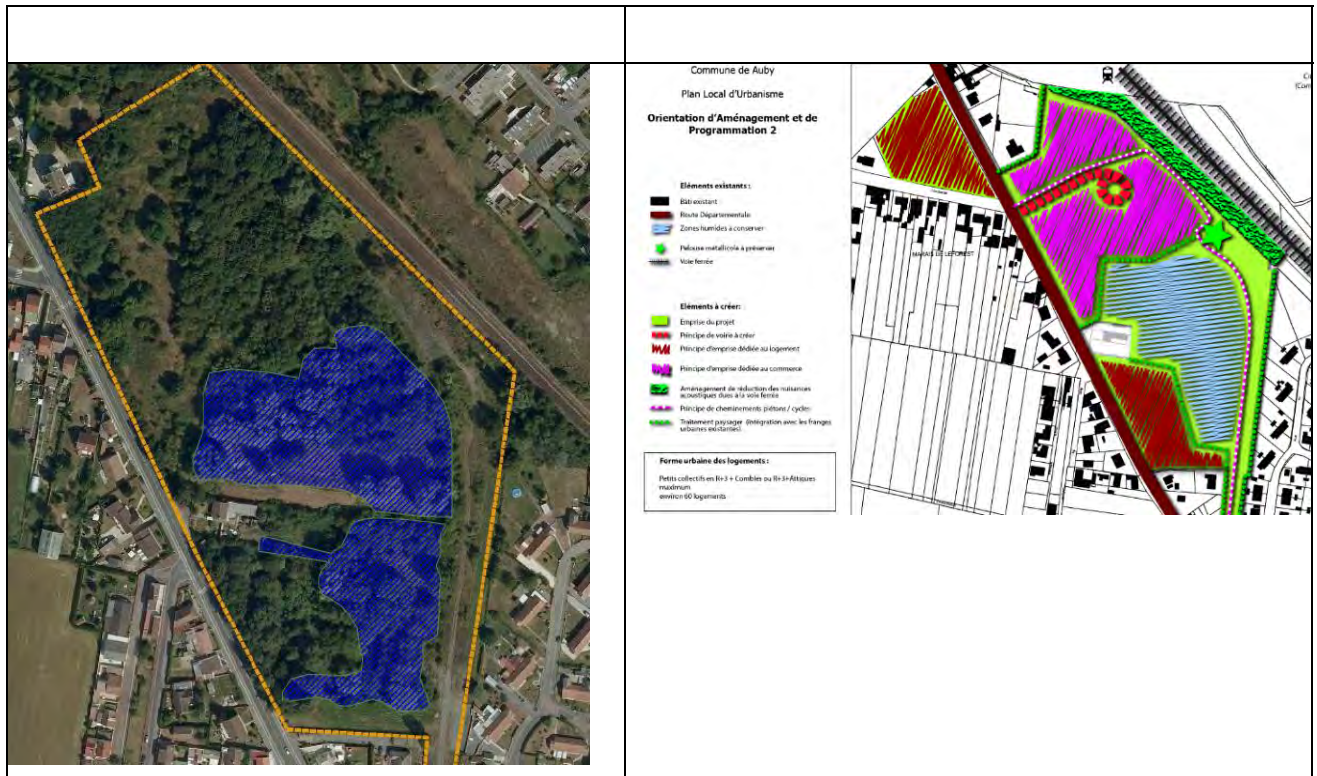 Commune de Auby
Plan Local d'Urbanisme
Orientation d'Aménagement et de
Programmation 2
Eléments existants :
Bâti existant
Route Départementale
Zones humides à conserver
Pelouse métallicole à préserver
Voie ferrée
Eléments à créer:
Emprise du projet
Principe de voirie à créer
Principe d'emprise dédiée au logement
Principe d'emprise dédiée au commerce
Aménagement de réduction des nuisances
acoustiques dues à la voie ferrée
Principe de cheminements piétons / cycles
Traitement paysager (intégration avec les franges
urbaines existantes)
Forme urbaine des logements :
Petits collectifs en R+3 + Combles ou R+3+Attiques
maximum
environ 60 logements
MARAIS DE LEFOREST
(Com